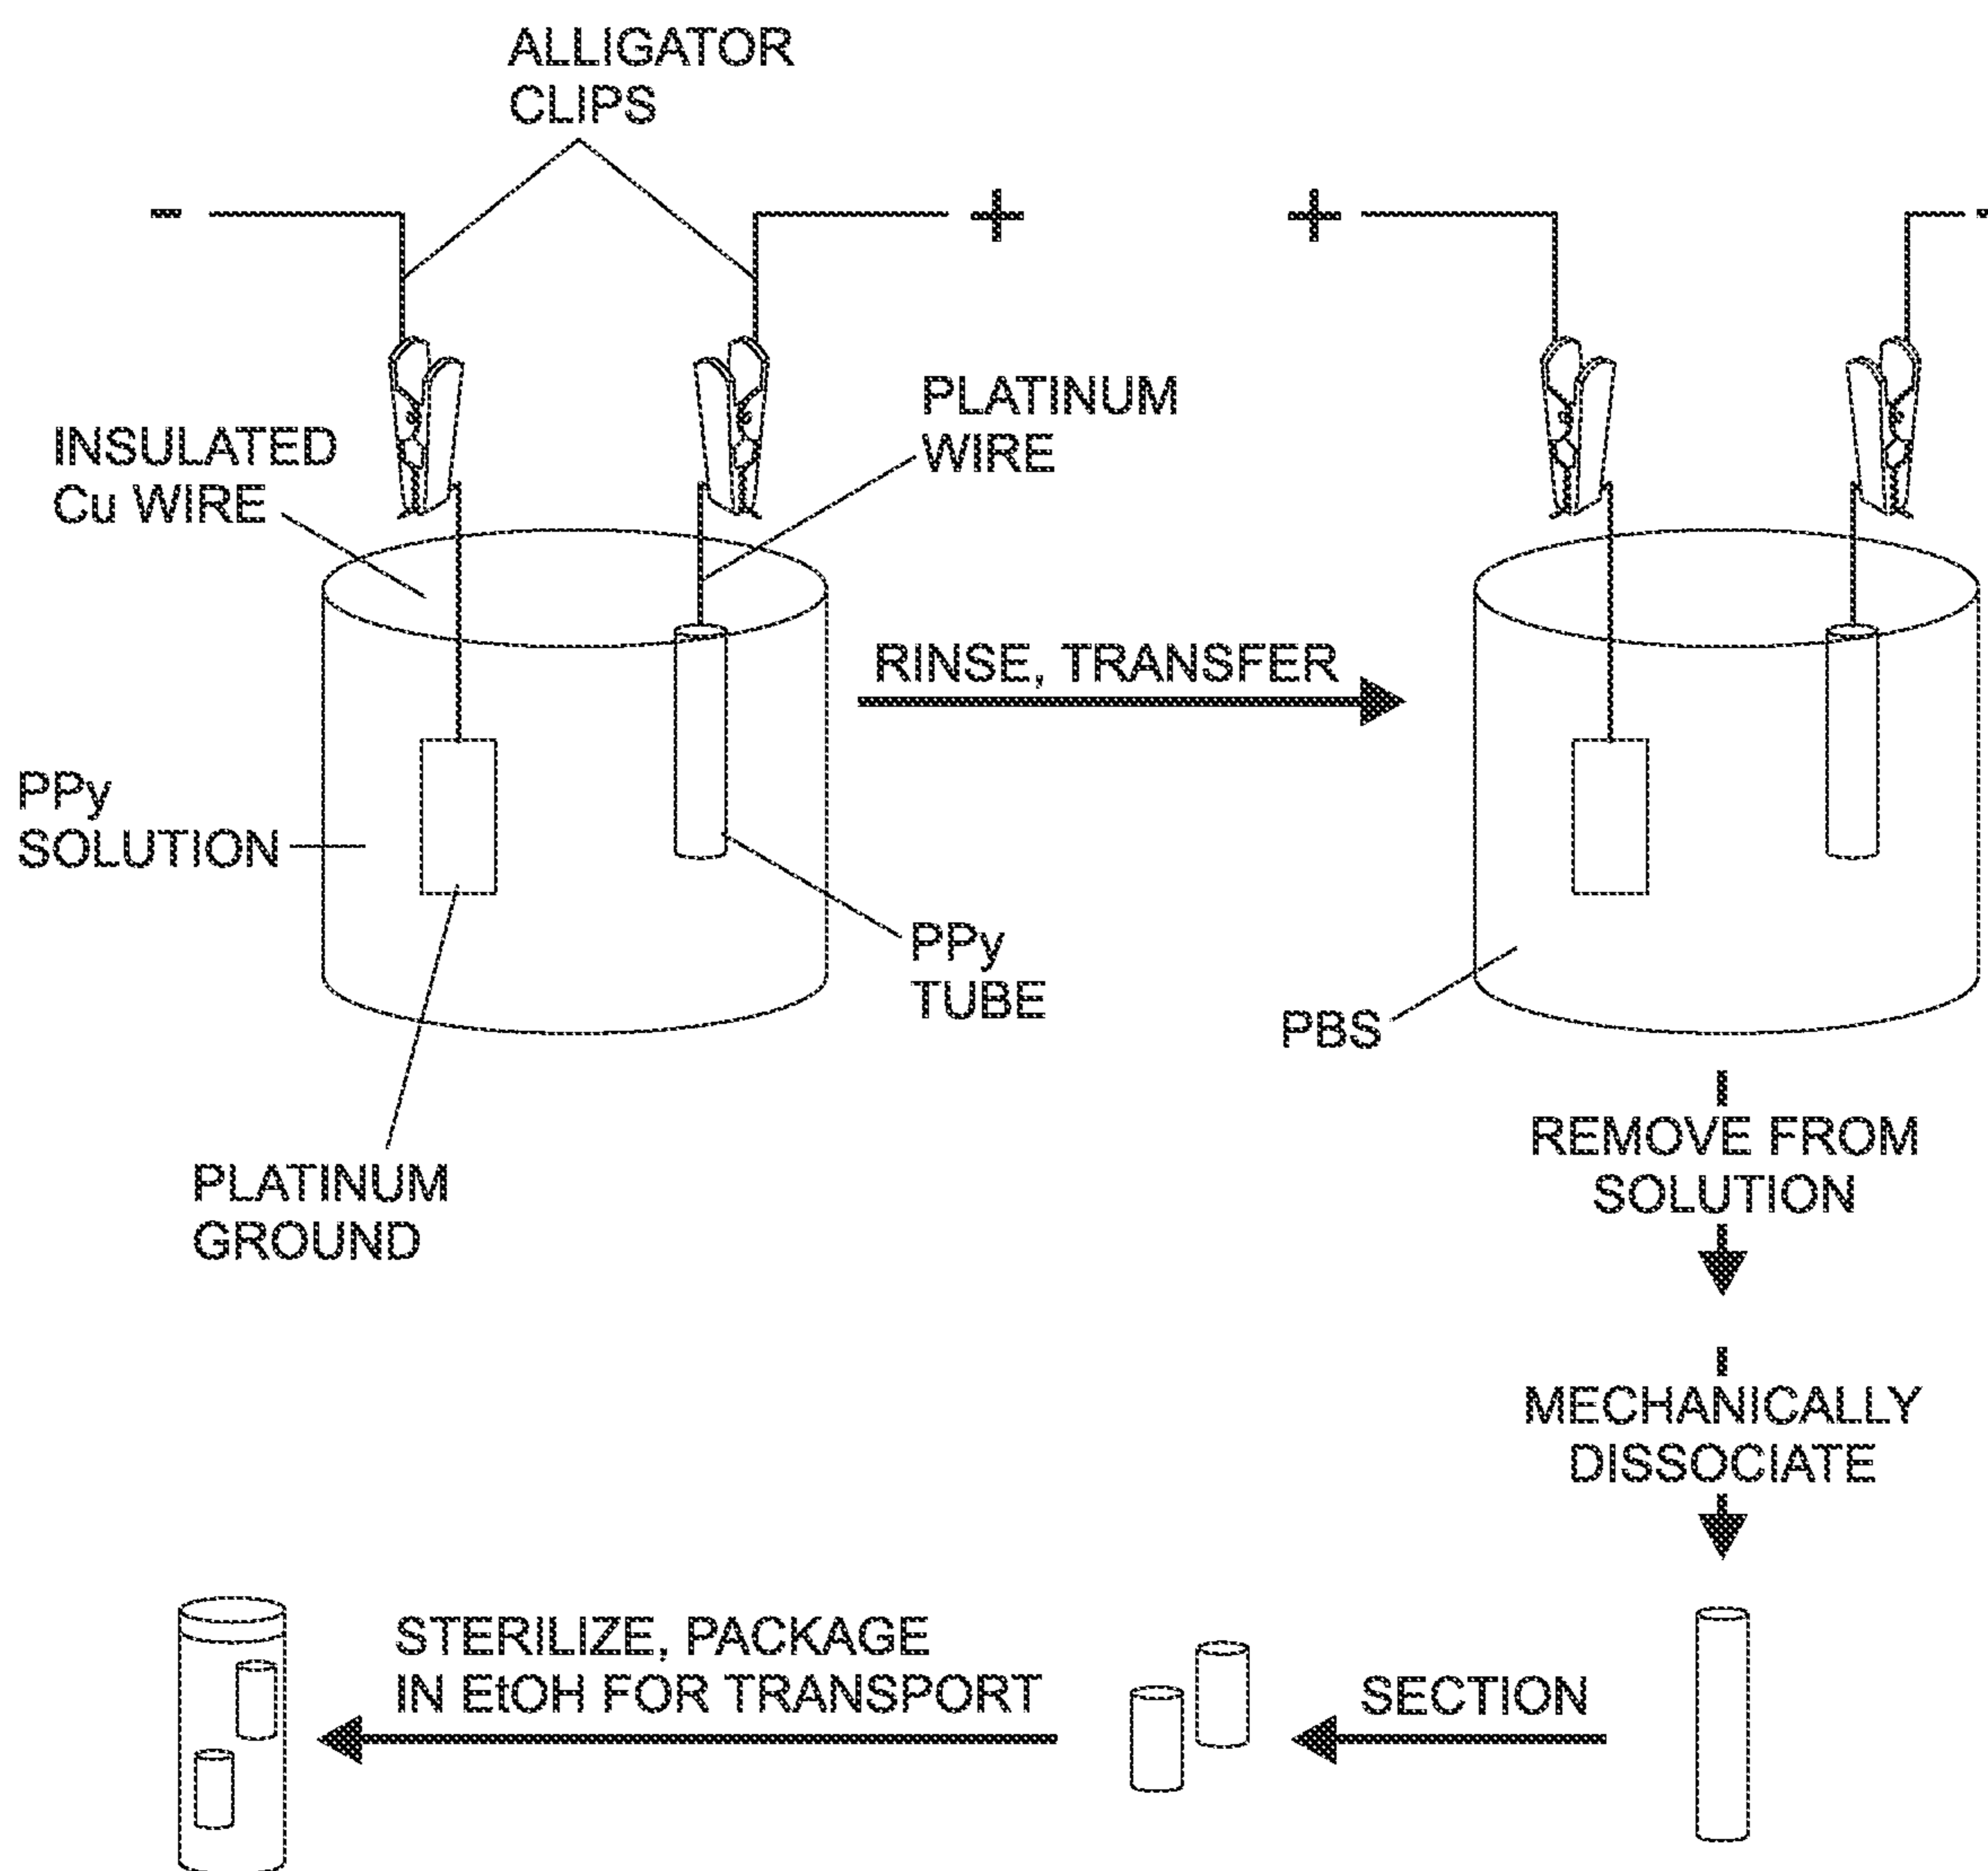 ALLIGATOR
CLIPS
-
+
+
-
PLATINUM
WIRE
INSULATED
Cu WIRE
RINSE, TRANSFER
PPy
SOLUTION
PPy
TUBE
PBS
PLATINUM
GROUND
REMOVE FROM
SOLUTION
MECHANICALLY
DISSOCIATE
STERILIZE, PACKAGE
IN EtOH FOR TRANSPORT
SECTION